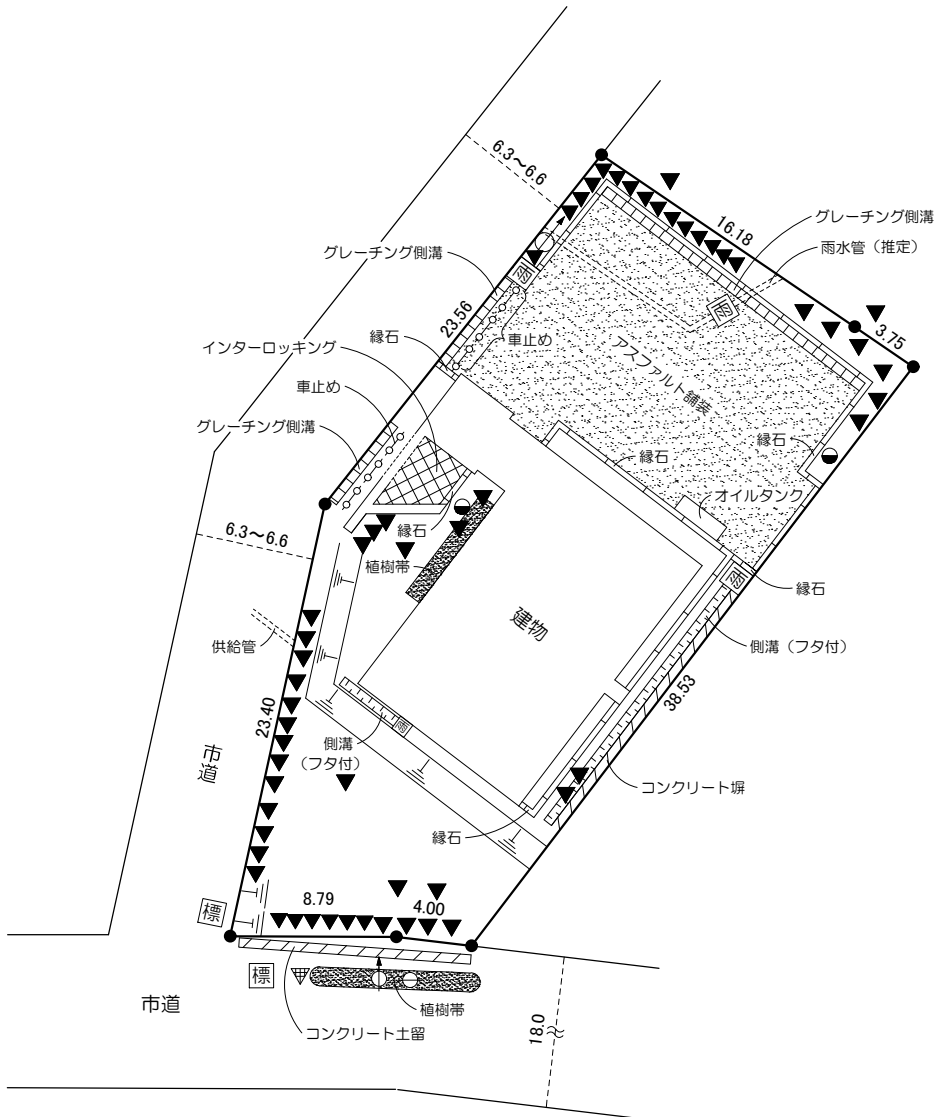 6.3～6.6
16.18
グレーチング側溝
雨水管（推定）
グレーチング側溝
雨
雨
23.56
3.75
縁石
車止め
インターロッキング
アスファルト舗装
車止め
グレーチング側溝
縁石
縁石
オイルタンク
縁石
6.3～6.6
植樹帯
雨
縁石
建物
供給管
側溝（フタ付）
38.53
23.40
雨
側溝
（フタ付）
市道
コンクリート塀
縁石
8.79
4.00
標
標
市道
植樹帯
コンクリート土留
18.0